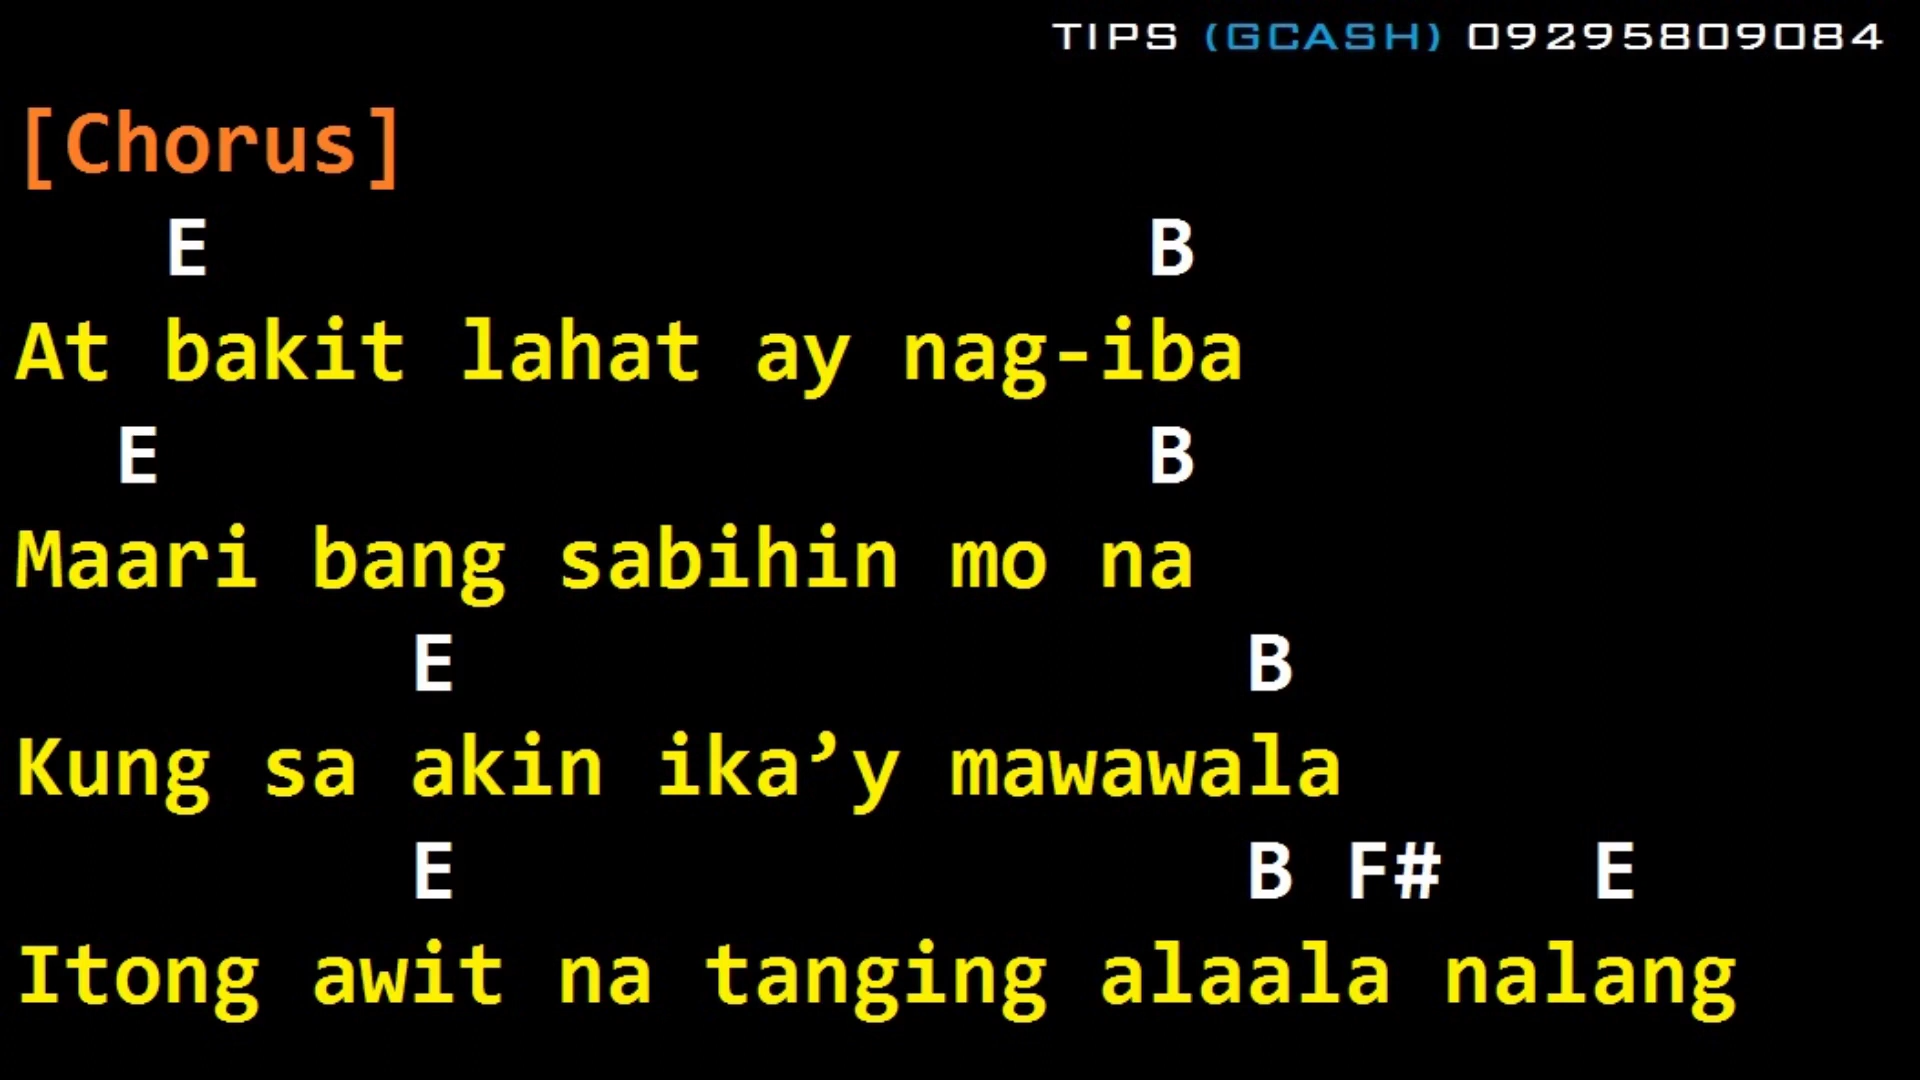 TIPS (GCASH) 09295809084
[Chorus]
E B
At bakit lahat ay nag-iba
E B
Maari bang sabihin mo na
E B
Kung sa akin ika’y mawawala
E B F# E
Itong awit na tanging alaala nalang